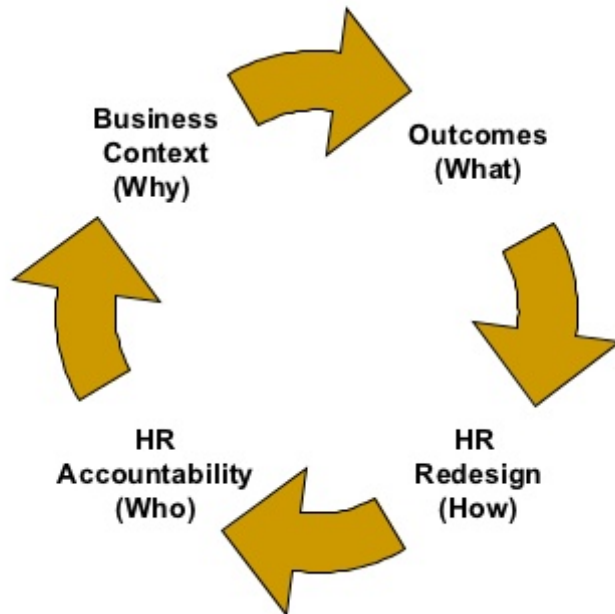 Business
Context
(Why)
Outcomes
(What)
HR
Redesign
(How)
HR
Accountability
(Who)